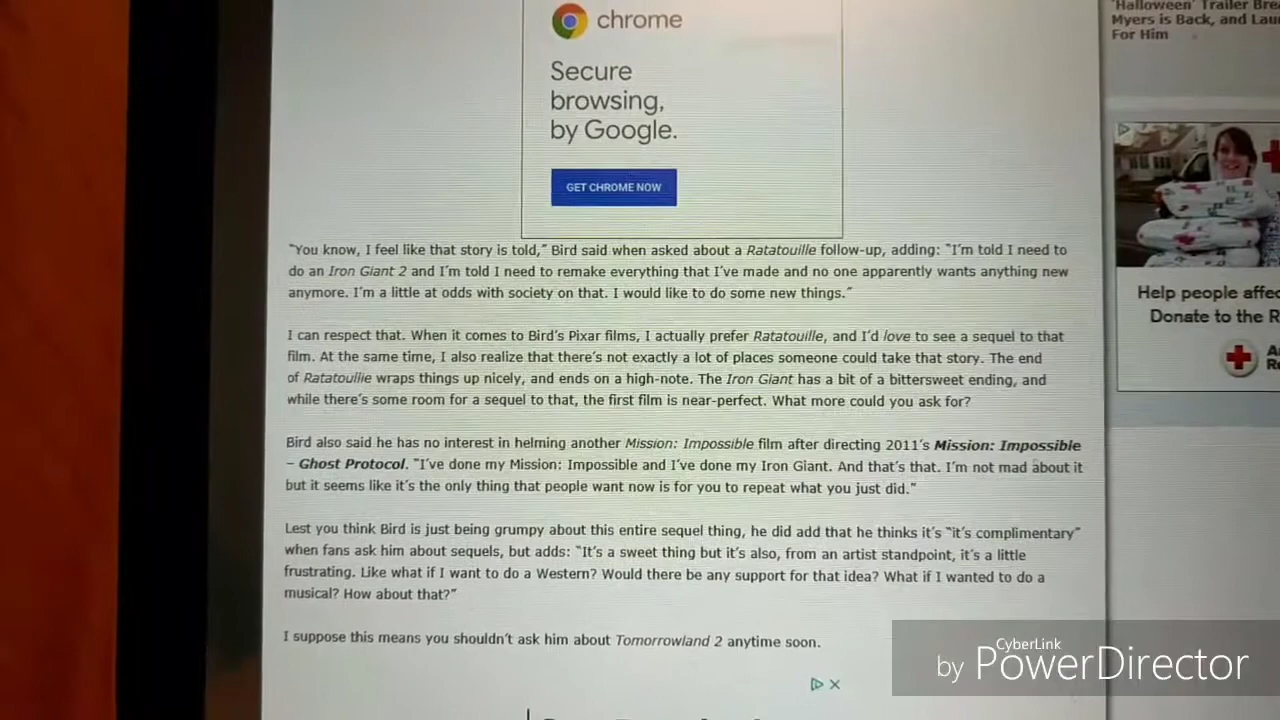 chrome
Secure
browsing,
by Google.
GET CHROME NOW
'Halloween' Trailer Bre
Myers is Back, and Lau
For Him
"You know, I feel like that story is told," Bird said when asked about a Ratatouille follow-up, adding: "I'm told I need to
do an Iron Giant 2 and I'm told I need to remake everything that I've made and no one apparently wants anything new
anymore. I'm a little at odds with society on that. I would like to do some new things."
I can respect that. When it comes to Bird's Pixar films, I actually prefer Ratatouille, and I'd love to see a sequel to that
film. At the same time, I also realize that there's not exactly a lot of places someone could take that story. The end
of Ratatouille wraps things up nicely, and ends on a high-note. The Iron Giant has a bit of a bittersweet ending, and
while there's some room for a sequel to that, the first film is near-perfect. What more could you ask for?
Bird also said he has no interest in helming another Mission: Impossible film after directing 2011's Mission: Impossible
– Ghost Protocol. "I've done my Mission: Impossible and I've done my Iron Giant. And that's that. I'm not mad about it
but it seems like it's the only thing that people want now is for you to repeat what you just did."
Lest you think Bird is just being grumpy about this entire sequel thing, he did add that he thinks it's "it's complimentary"
when fans ask him about sequels, but adds: "It's a sweet thing but it's also, from an artist standpoint, it's a little
frustrating. Like what if I want to do a Western? Would there be any support for that idea? What if I wanted to do a
musical? How about that?"
I suppose this means you shouldn't ask him about Tomorrowland 2 anytime soon.
Help people affec
Donate to the R
A
Re
CyberLink
by PowerDirector